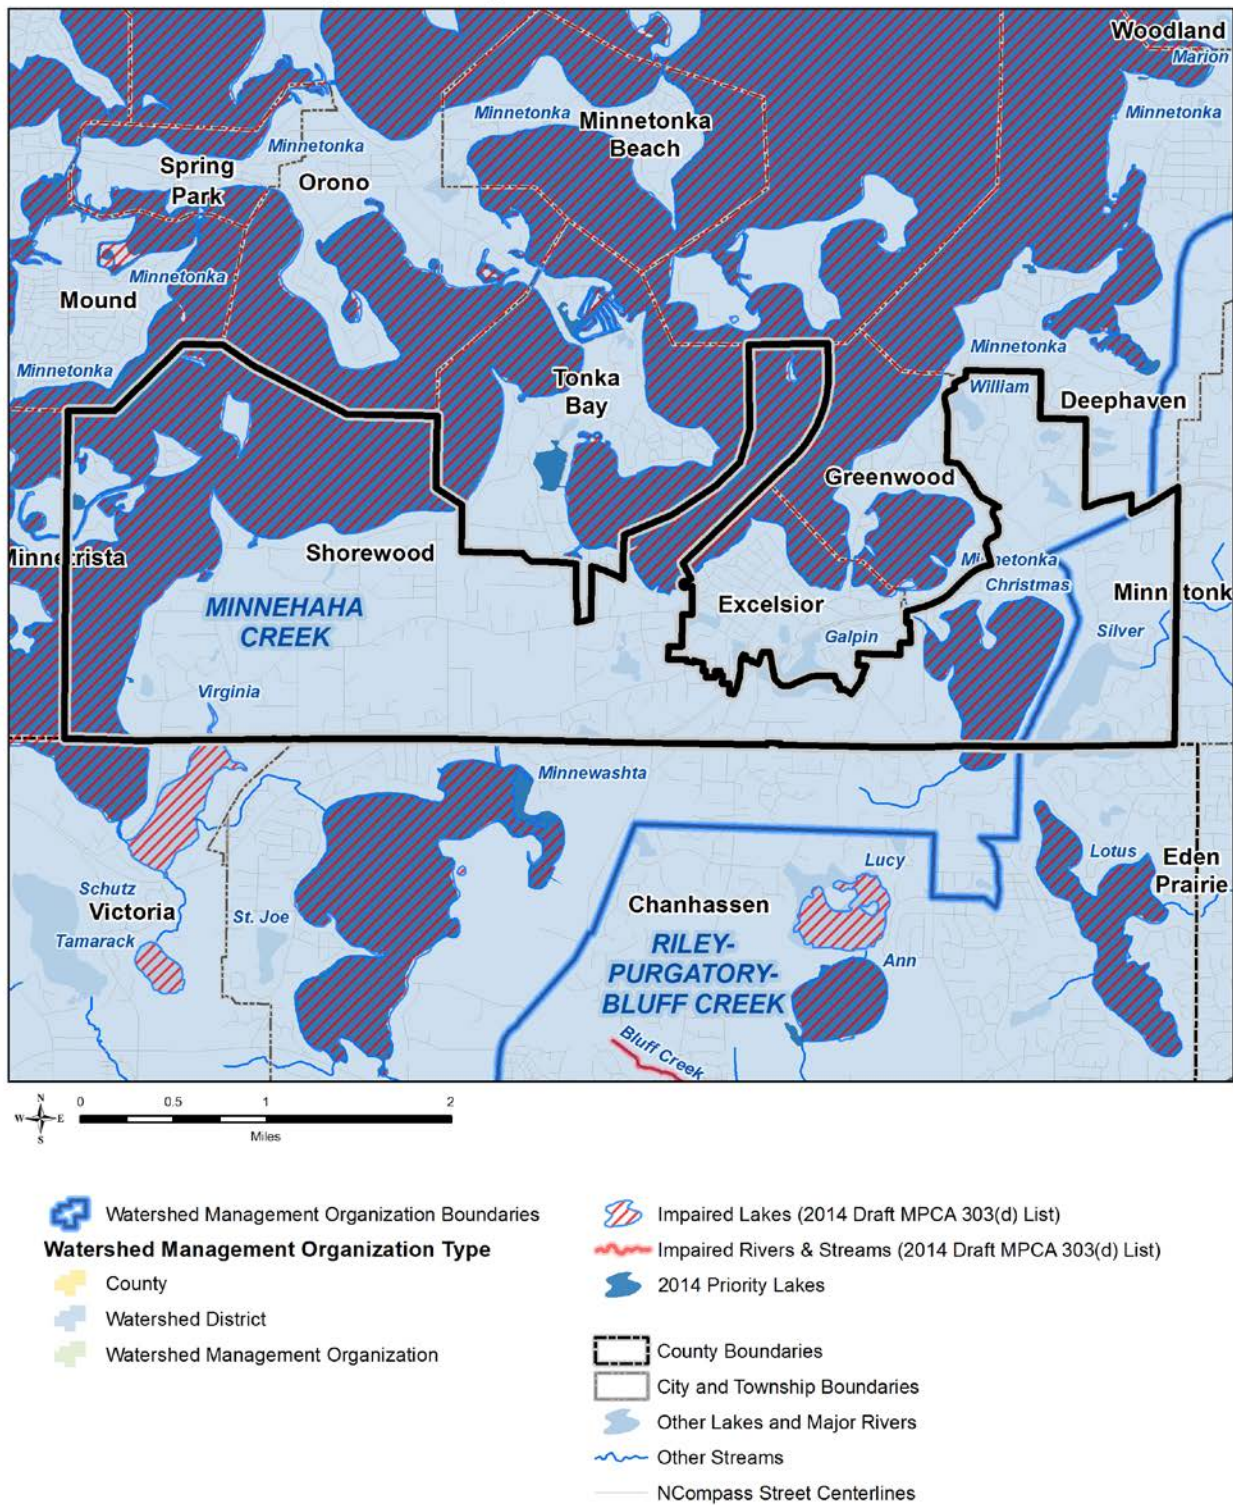 Woodland
Marion
Minnetonka
Minnetonka
Beach
Minnetonka
Minnetonka
Spring
Park
Orono
Minnetonka
Mound
Minnetonka
Minnetonka
William
Tonka
Bay
Deephaven
Greenwood
Minnetrista
Shorewood
Minnetonka
Christmas
Minnetonk
MINNEHAHA
CREEK
Excelsior
Galpin
Silver
Virginia
Minnewashta
Lotus
Eden
Prairie
Lucy
Schutz
Victoria
St. Joe
Chanhassen
Tamarack
RILEY-
PURGATORY-
BLUFF CREEK
Ann
Bluff Creek
N
W E
S
0 0.5 1 2
Miles
Watershed Management Organization Boundaries
Watershed Management Organization Type
County
Watershed District
Watershed Management Organization
Impaired Lakes (2014 Draft MPCA 303(d) List)
Impaired Rivers & Streams (2014 Draft MPCA 303(d) List)
2014 Priority Lakes
County Boundaries
City and Township Boundaries
Other Lakes and Major Rivers
Other Streams
NCompass Street Centerlines